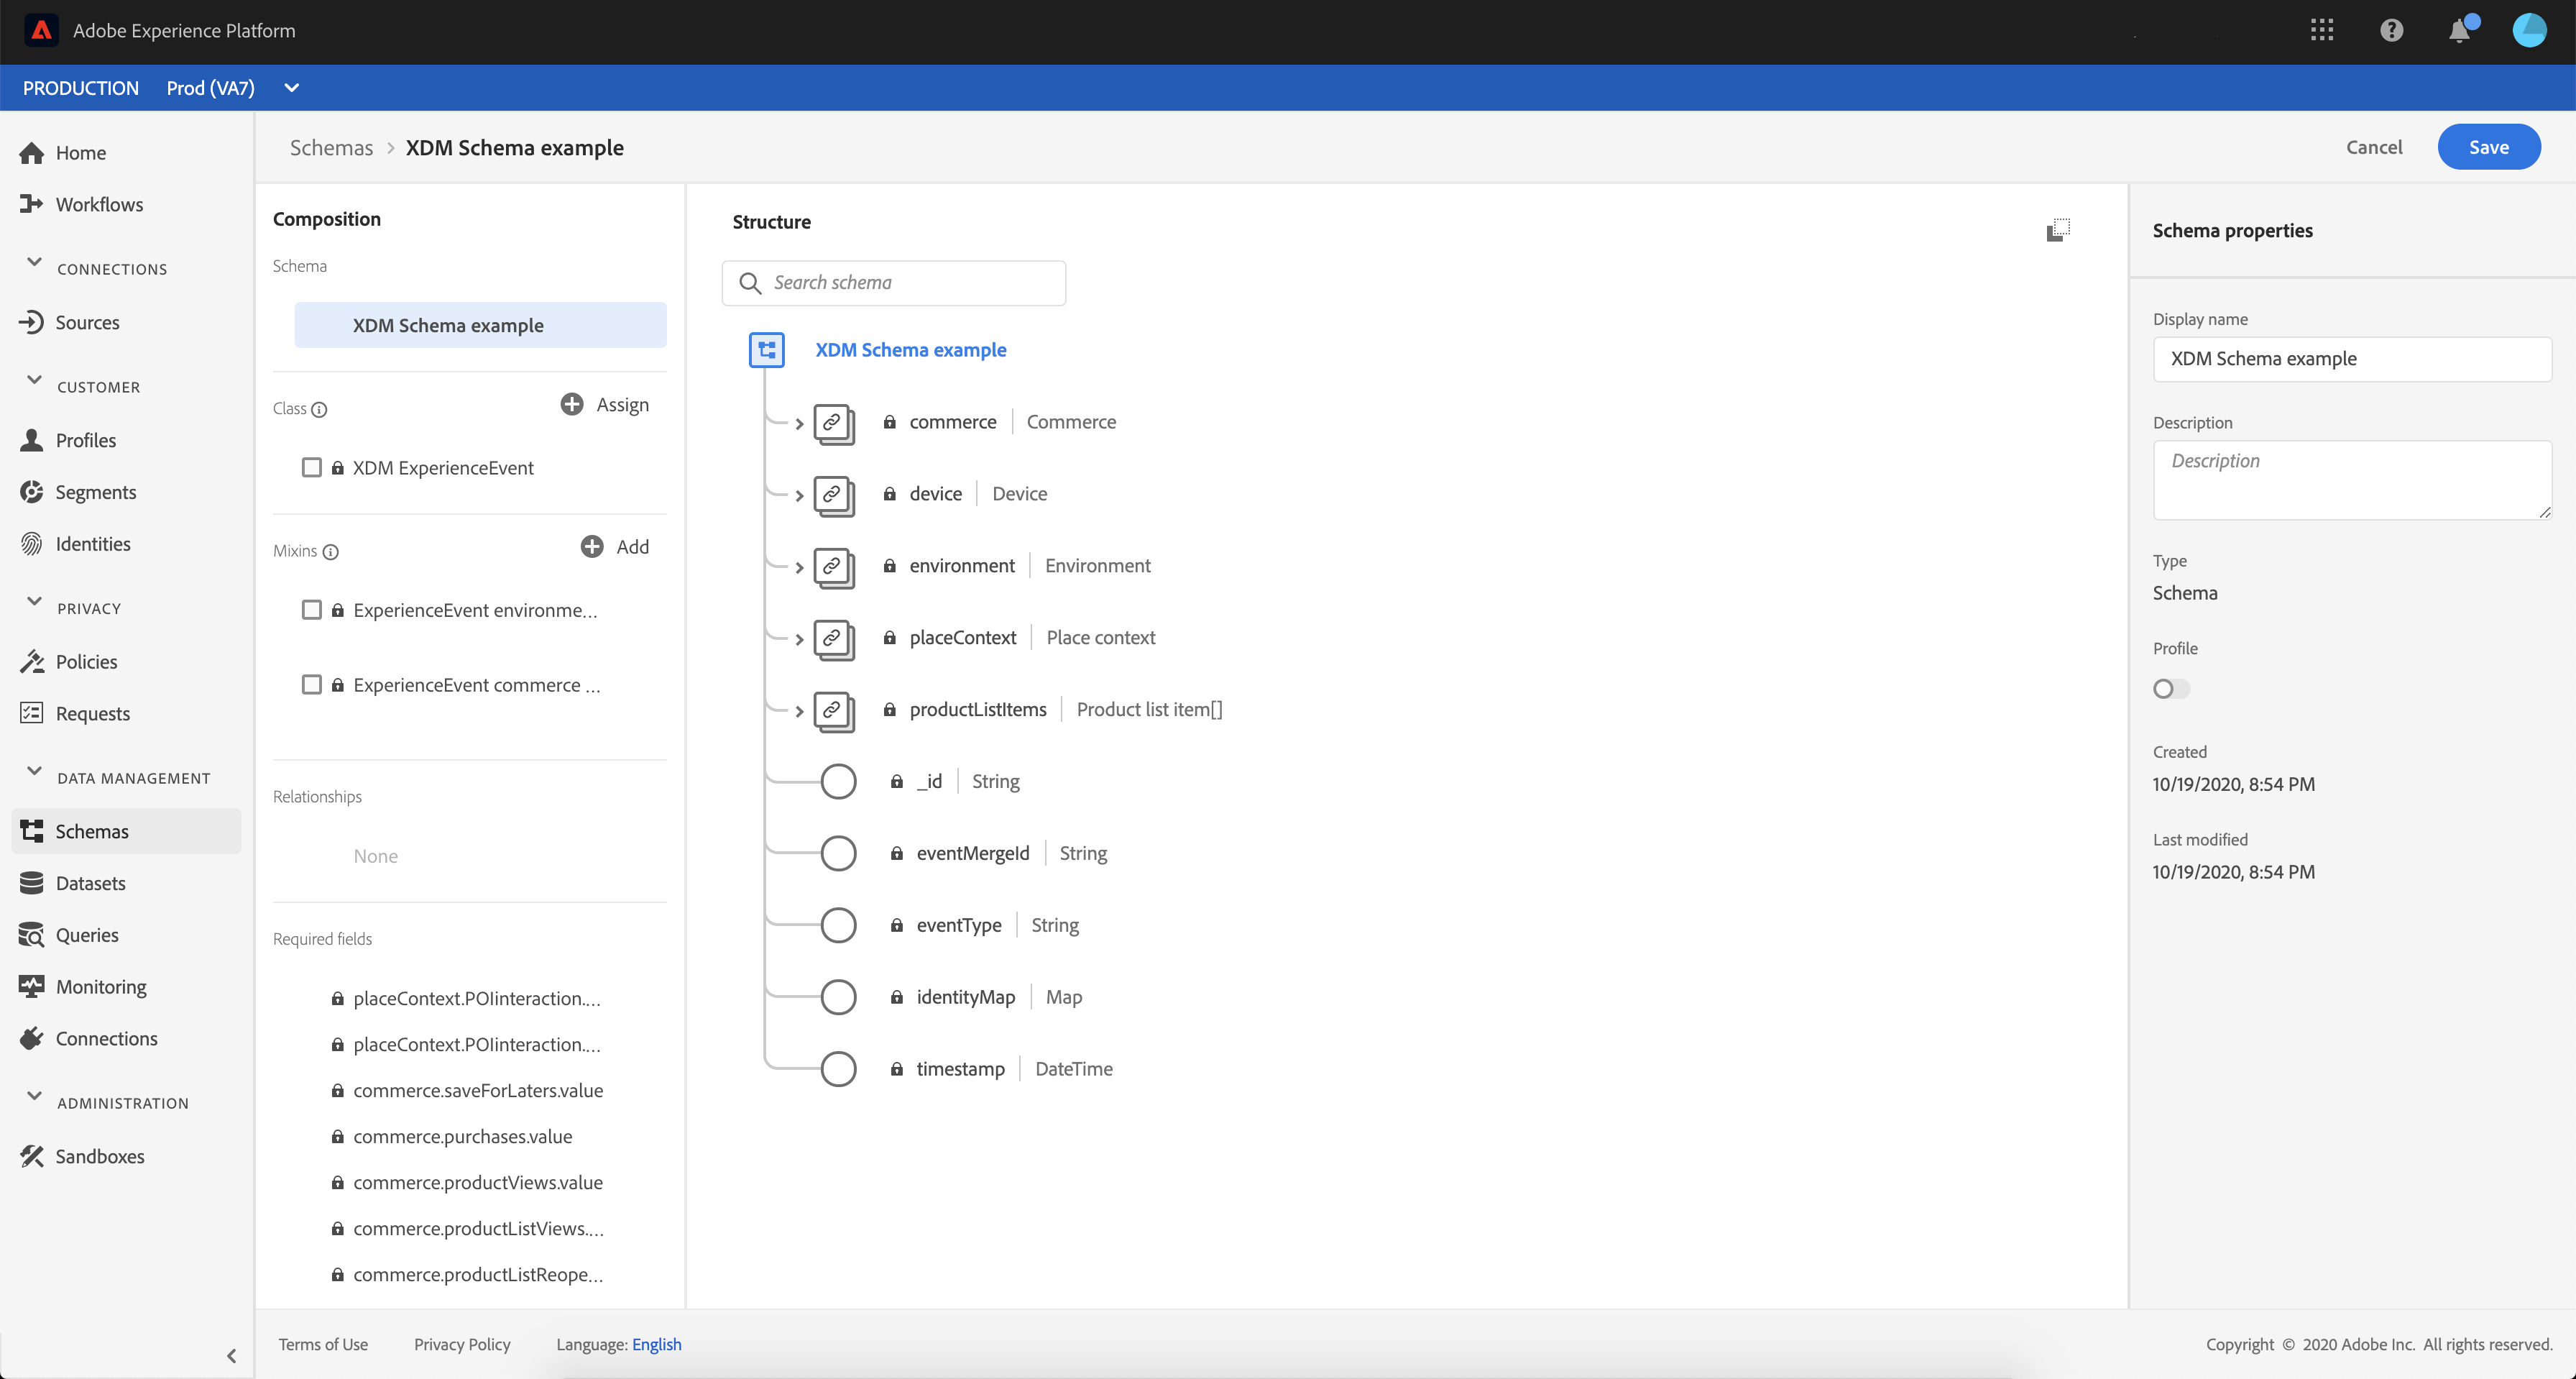 Adobe Experience Platform
PRODUCTION Prod (VA7)
Home
Workflows
CONNECTIONS
Sources
CUSTOMER
Profiles
Segments
Identities
PRIVACY
Policies
Requests
DATA MANAGEMENT
Schemas
Datasets
Queries
Monitoring
Connections
ADMINISTRATION
Sandboxes
Schemas > XDM Schema example
Cancel
Save
Composition
Schema
XDM Schema example
Class
Assign
XDM ExperienceEvent
Mixins
Add
ExperienceEvent environme...
ExperienceEvent commerce ...
Relationships
None
Required fields
placeContext.POIinteraction....
placeContext.POIinteraction....
commerce.saveForLaters.value
commerce.purchases.value
commerce.productViews.value
commerce.productListViews....
commerce.productListReope...
Structure
Search schema
XDM Schema example
commerce | Commerce
device | Device
environment | Environment
placeContext | Place context
productListItems | Product list item[]
_id | String
eventMergeId | String
eventType | String
identityMap | Map
timestamp | DateTime
Schema properties
Display name
XDM Schema example
Description
Description
Type
Schema
Profile
Created
10/19/2020, 8:54 PM
Last modified
10/19/2020, 8:54 PM
Terms of Use Privacy Policy Language: English
Copyright © 2020 Adobe Inc. All rights reserved.